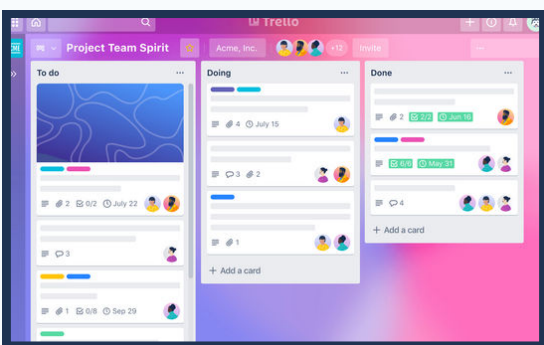 Trello
Project Team Spirit
Acme, Inc.
+12
Invite
To do
...
2
0/2
July 22
3
1
0/8
Sep 29
Doing
...
4
July 15
3
2
1
+ Add a card
Done
...
2
2/2
Jun 16
6/6
May 31
4
+ Add a card